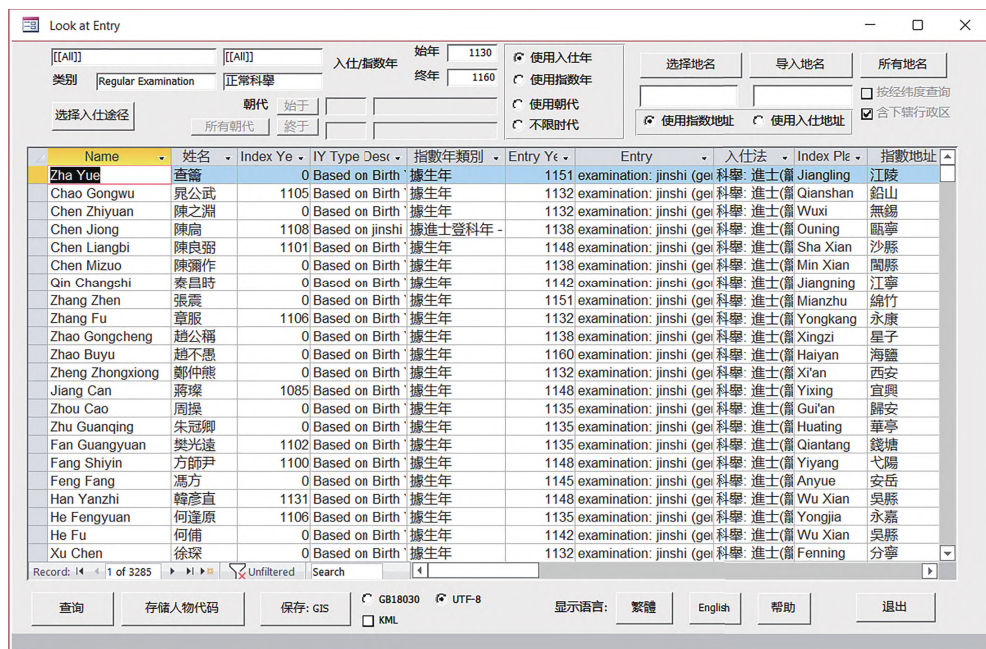 Look at Entry
[[All]] [[All]] 入仕/指数年 始年 1130 使用入仕年 选择地名 导入地名 所有地名
类别 Regular Examination 正常科舉 终年 1160 使用指数年 按经纬度查询
选择入仕途径 朝代 始于 使用朝代 含下辖行政区
所有朝代 終于 不限时代 使用指数地址 使用入仕地址
Name 姓名 Index Ye IY Type Desc 指數年類別 Entry Ye Entry 入仕法 Index Pla 指數地址
Zha Yue 查籥 0 Based on Birth 據生年 1151 examination: jinshi (ger 科舉: 進士( Jiangling 江陵
Chao Gongwu 晁公武 1105 Based on Birth 據生年 1132 examination: jinshi (ger 科舉: 進士( Qianshan 鉛山
Chen Zhiyuan 陳之淵 0 Based on Birth 據生年 1132 examination: jinshi (ger 科舉: 進士( Wuxi 無錫
Chen Jiong 陳扃 1108 Based on jinshi 據進士登科年 - 1138 examination: jinshi (ger 科舉: 進士( Ouning 甌寧
Chen Liangbi 陳良弼 1101 Based on Birth 據生年 1148 examination: jinshi (ger 科舉: 進士( Sha Xian 沙縣
Chen Mizuo 陳彌作 0 Based on Birth 據生年 1138 examination: jinshi (ger 科舉: 進士( Min Xian 閩縣
Qin Changshi 秦昌時 0 Based on Birth 據生年 1142 examination: jinshi (ger 科舉: 進士( Jiangning 江寧
Zhang Zhen 張震 0 Based on Birth 據生年 1151 examination: jinshi (ger 科舉: 進士( Mianzhu 綿竹
Zhang Fu 章服 1106 Based on Birth 據生年 1132 examination: jinshi (ger 科舉: 進士( Yongkang 永康
Zhao Gongcheng 趙公稱 0 Based on Birth 據生年 1138 examination: jinshi (ger 科舉: 進士( Xingzi 星子
Zhao Buyu 趙不愚 0 Based on Birth 據生年 1160 examination: jinshi (ger 科舉: 進士( Haiyan 海鹽
Zheng Zhongxiong 鄭仲熊 0 Based on Birth 據生年 1132 examination: jinshi (ger 科舉: 進士( Xi'an 西安
Jiang Can 蔣璨 1085 Based on Birth 據生年 1148 examination: jinshi (ger 科舉: 進士( Yixing 宜興
Zhou Cao 周操 0 Based on Birth 據生年 1135 examination: jinshi (ger 科舉: 進士( Gui'an 歸安
Zhu Guanqing 朱冠卿 0 Based on Birth 據生年 1135 examination: jinshi (ger 科舉: 進士( Huating 華亭
Fan Guangyuan 樊光遠 1102 Based on Birth 據生年 1135 examination: jinshi (ger 科舉: 進士( Qiantang 錢塘
Fang Shiyin 方師尹 1100 Based on Birth 據生年 1148 examination: jinshi (ger 科舉: 進士( Yiyang 弋陽
Feng Fang 馮方 0 Based on Birth 據生年 1145 examination: jinshi (ger 科舉: 進士( Anyue 安岳
Han Yanzhi 韓彥直 1131 Based on Birth 據生年 1148 examination: jinshi (ger 科舉: 進士( Wu Xian 吳縣
He Fengyuan 何逢原 1106 Based on Birth 據生年 1135 examination: jinshi (ger 科舉: 進士( Yongjia 永嘉
He Fu 何俌 0 Based on Birth 據生年 1142 examination: jinshi (ger 科舉: 進士( Wu Xian 吳縣
Xu Chen 徐琛 0 Based on Birth 據生年 1132 examination: jinshi (ger 科舉: 進士( Fenning 分寧
Record: 1 of 3285 Unfiltered Search
查询 存储人物代码 保存: GIS GB18030 UTF-8 显示语言: 繁體 English 帮助 退出
KML